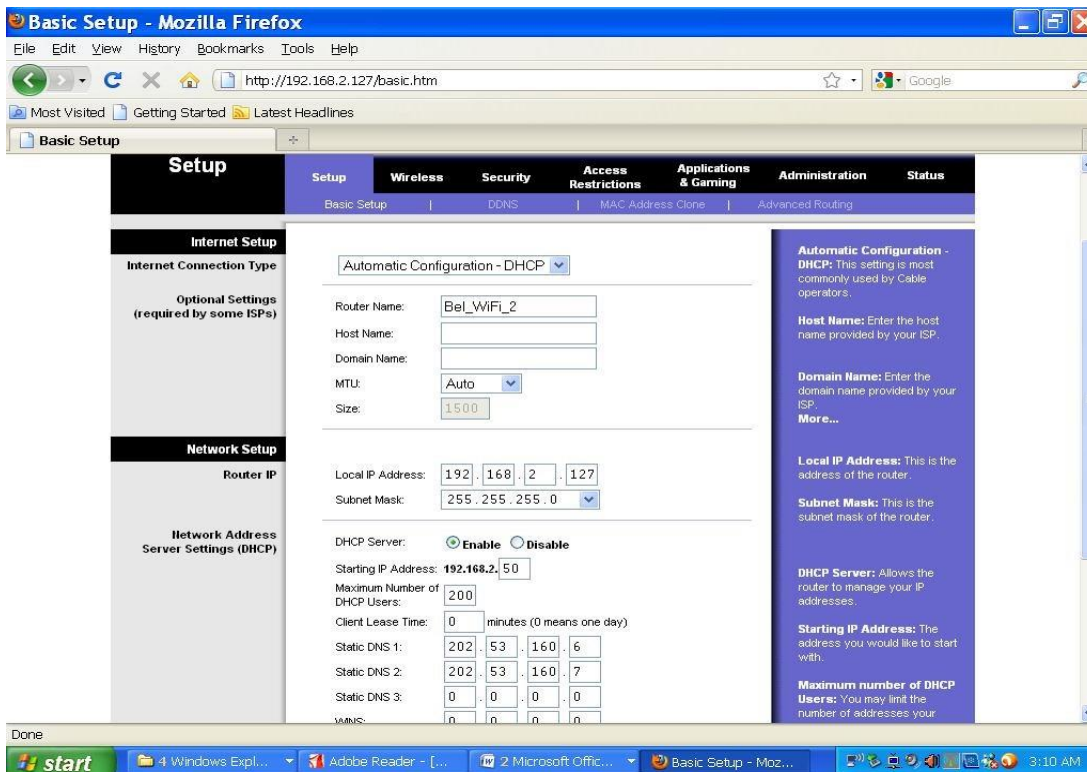 Basic Setup - Mozilla Firefox
File Edit View History Bookmarks Tools Help
http://192.168.2.127/basic.htm
Google
Most Visited Getting Started Latest Headlines
Basic Setup
Setup
Setup Wireless Security Access Restrictions Applications & Gaming Administration Status
Basic Setup | DDNS | MAC Address Clone | Advanced Routing
Internet Setup
Internet Connection Type
Automatic Configuration - DHCP
Optional Settings
(required by some ISPs)
Router Name: Bel_WiFi_2
Host Name:
Domain Name:
MTU: Auto
Size: 1500
Network Setup
Router IP
Local IP Address: 192 . 168 . 2 . 127
Subnet Mask: 255.255.255.0
Network Address
Server Settings (DHCP)
DHCP Server: Enable Disable
Starting IP Address: 192.168.2. 50
Maximum Number of
DHCP Users: 200
Client Lease Time: 0 minutes (0 means one day)
Static DNS 1: 202 . 53 . 160 . 6
Static DNS 2: 202 . 53 . 160 . 7
Static DNS 3: 0 . 0 . 0 . 0
WINS: 0 . 0 . 0 . 0
Automatic Configuration -
DHCP: This setting is most
commonly used by Cable
operators.
Host Name: Enter the host
name provided by your ISP.
Domain Name: Enter the
domain name provided by your
ISP.
More...
Local IP Address: This is the
address of the router.
Subnet Mask: This is the
subnet mask of the router.
DHCP Server: Allows the
router to manage your IP
addresses.
Starting IP Address: The
address you would like to start
with.
Maximum number of DHCP
Users: You may limit the
number of addresses your
Done
start 4 Windows Expl... Adobe Reader - [... 2 Microsoft Offic... Basic Setup - Moz... 3:10 AM